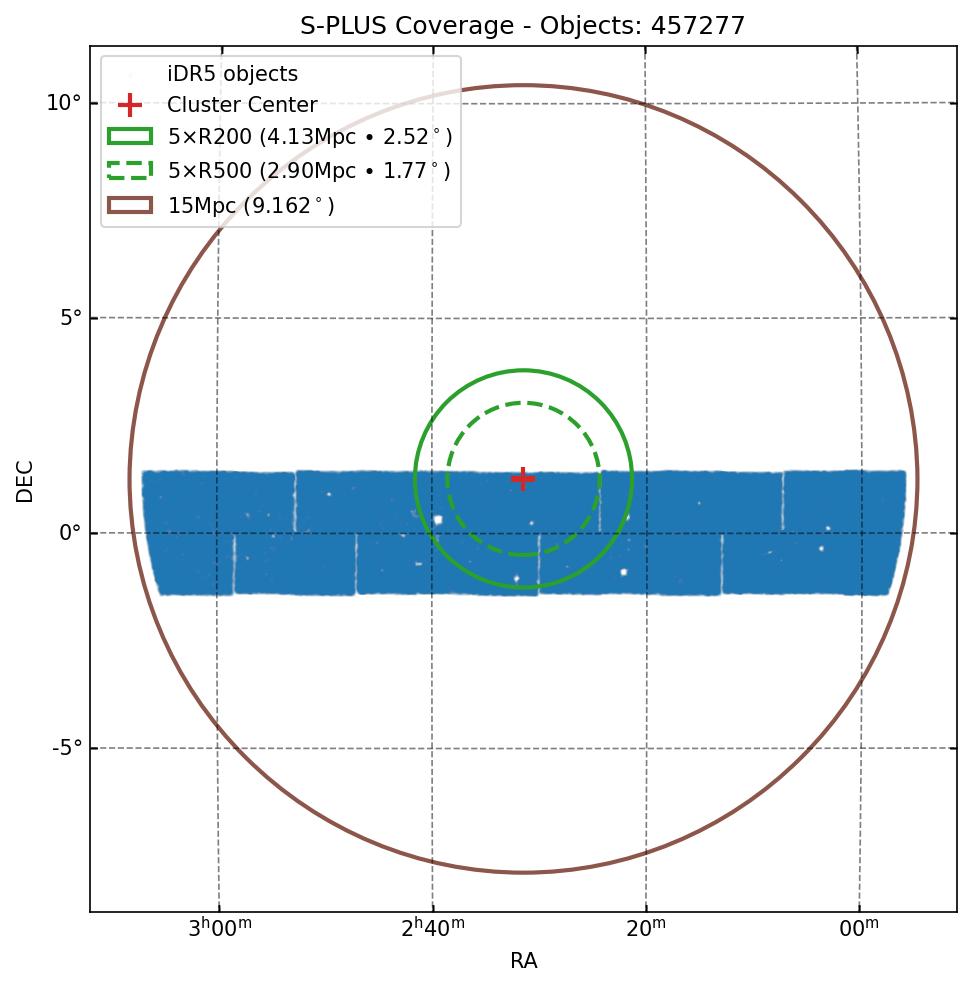 S-PLUS Coverage - Objects: 457277
iDR5 objects
Cluster Center
5×R200 (4.13Mpc • 2.52°)
5×R500 (2.90Mpc • 1.77°)
15Mpc (9.162°)
10°
5°
0°
-5°
DEC
3ʰ00ᵐ
2ʰ40ᵐ
20ᵐ
00ᵐ
RA